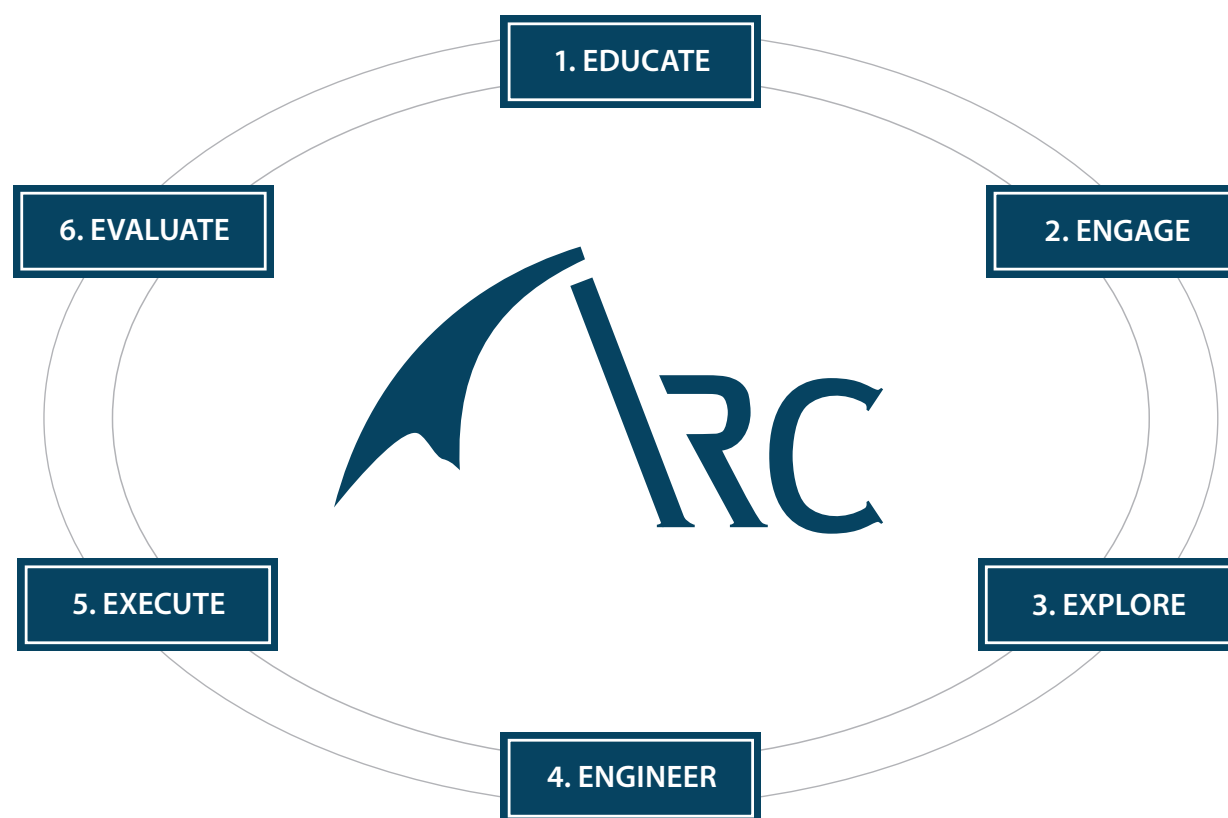 1. EDUCATE
2. ENGAGE
3. EXPLORE
4. ENGINEER
5. EXECUTE
6. EVALUATE
ARC